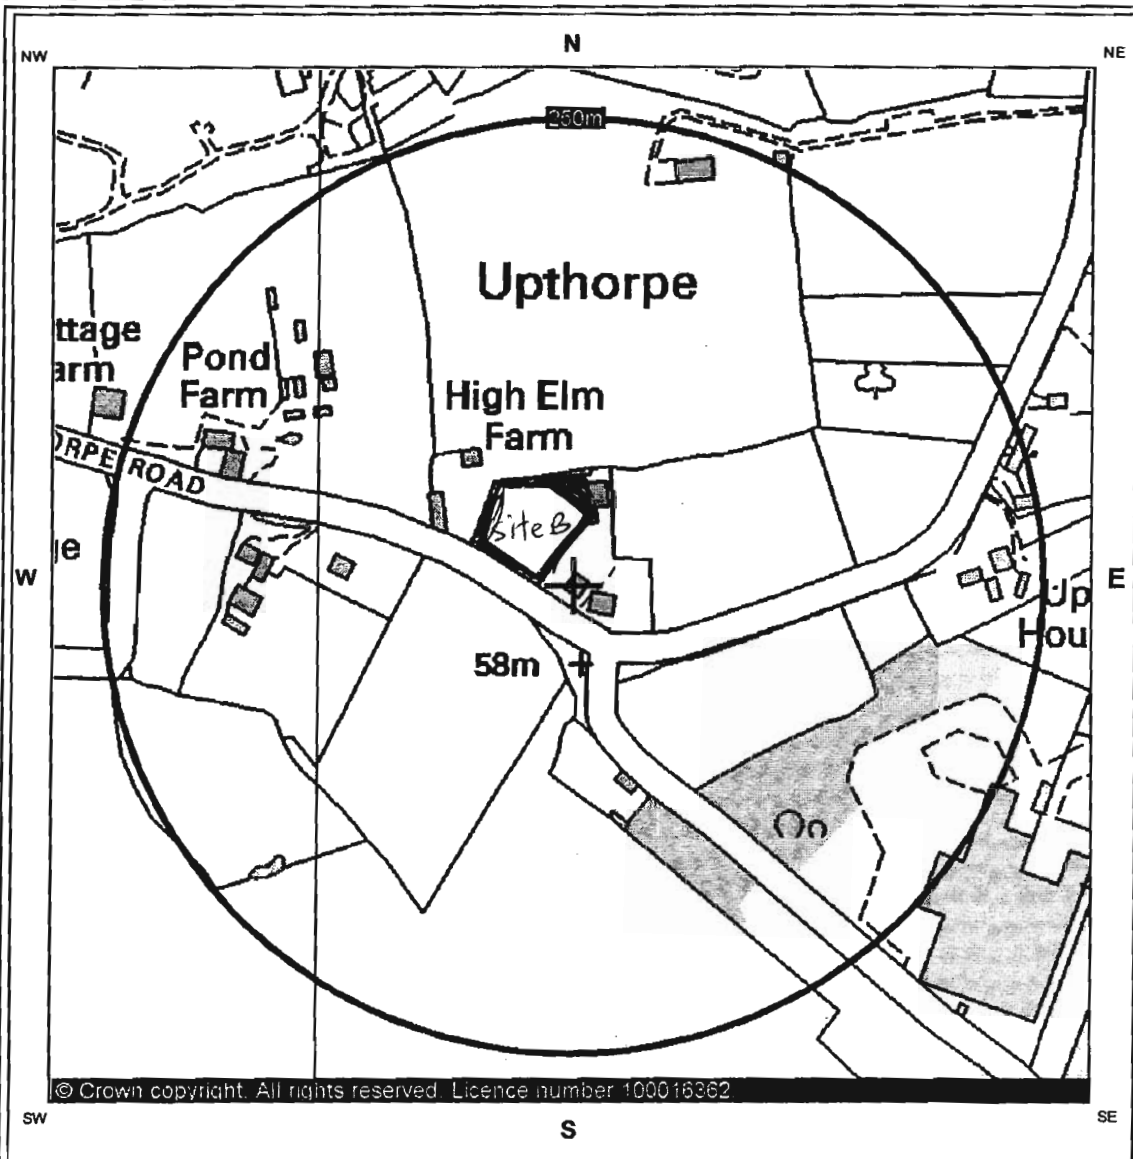 N
NW
NE
250m
Upthorpe
ttage
arm
Pond
Farm
High Elm
Farm
ORPE ROAD
site B
ge
W
E
Up
Hou
58m
© Crown copyright. All rights reserved. Licence number 100016362
SW
S
SE